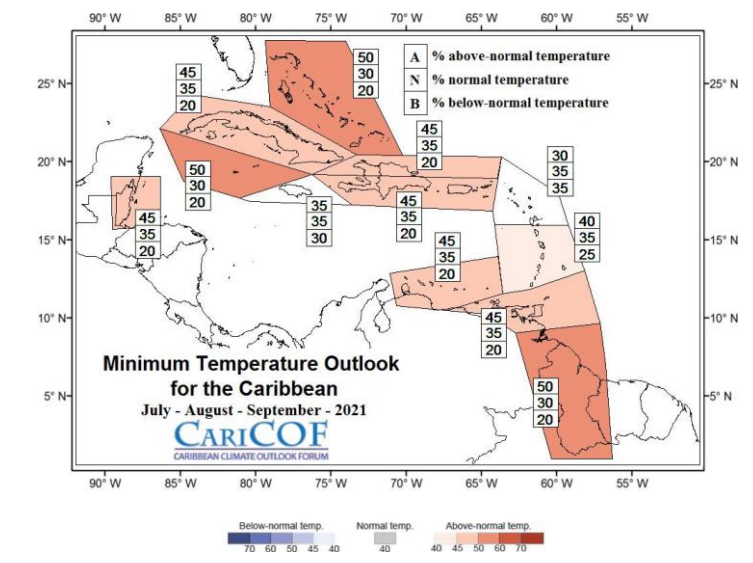 90° W 85° W 80° W 75° W 70° W 65° W 60° W 55° W
50
30
20
A % above-normal temperature
N % normal temperature
B % below-normal temperature
45
35
20
25° N 25° N
45
35
20
20° N 20° N
30
35
35
50
30
20
45
35
20
35
35
30
45
35
20
40
35
25
15° N 15° N
45
35
20
10° N 10° N
45
35
20
Minimum Temperature Outlook
for the Caribbean
July - August - September - 2021
CARICOF
CARIBBEAN CLIMATE OUTLOOK FORUM
50
30
20
5° N 5° N
90° W 85° W 80° W 75° W 70° W 65° W 60° W 55° W
Below-normal temp. Normal temp. Above-normal temp.
70 60 50 45 40 40 40 45 50 60 70